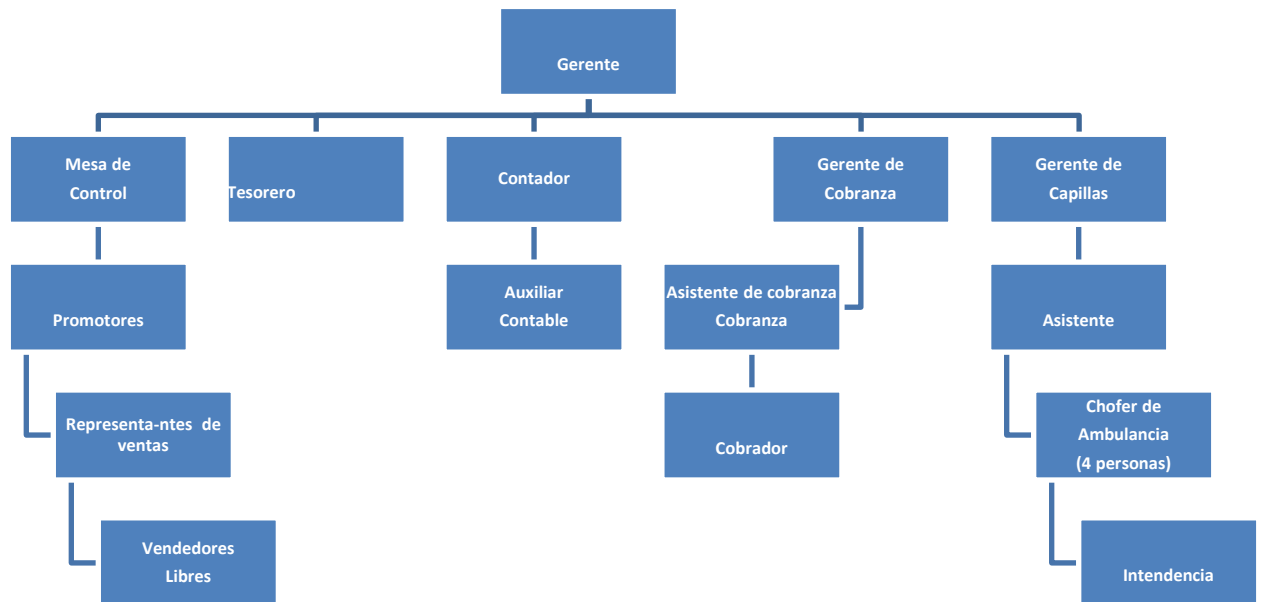 Gerente
Mesa de
Control
Tesorero
Contador
Gerente de
Cobranza
Gerente de
Capillas
Promotores
Auxiliar
Contable
Asistente de cobranza
Cobranza
Asistente
Representa-ntes de
ventas
Cobrador
Chofer de
Ambulancia
(4 personas)
Vendedores
Libres
Intendencia